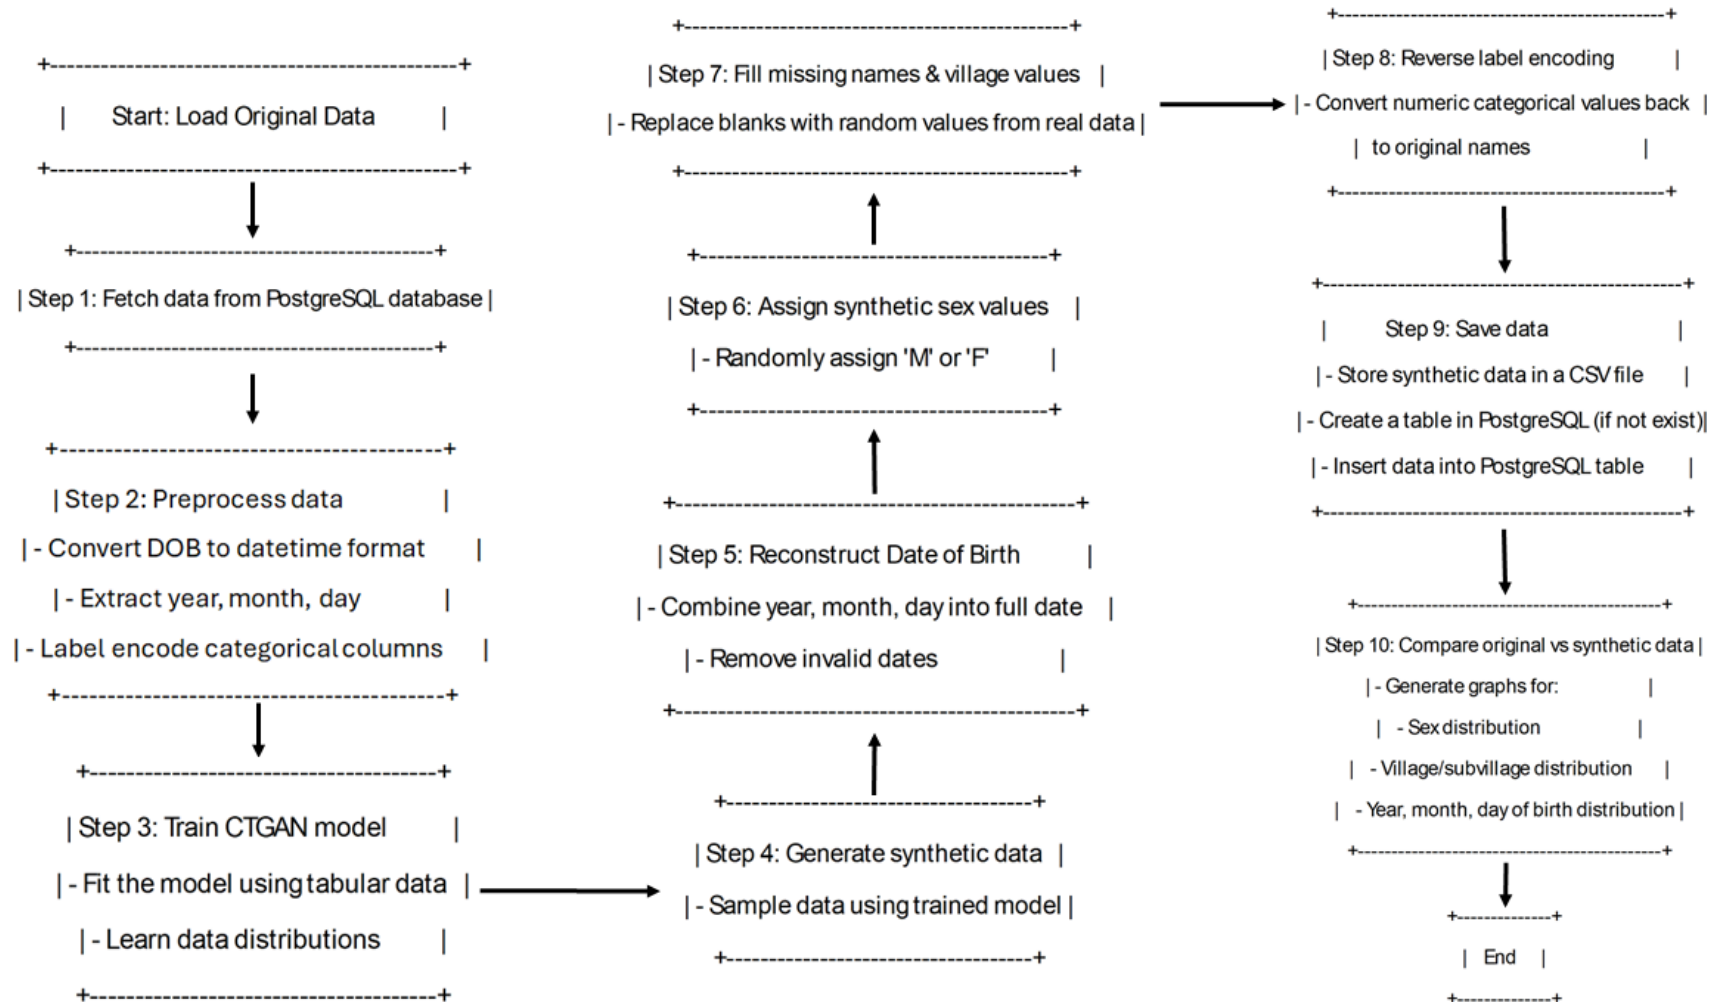 +-----------------------------------------+
| Start: Load Original Data |
+-----------------------------------------+
+-------------------------------------+
| Step 1: Fetch data from PostgreSQL database |
+-------------------------------------+
+---------------------------------------+
| Step 2: Preprocess data |
| - Convert DOB to datetime format |
| - Extract year, month, day |
| - Label encode categorical columns |
+---------------------------------------+
+-----------------------------------+
| Step 3: Train CTGAN model |
| - Fit the model using tabular data |
| - Learn data distributions |
+-----------------------------------+
+-------------------------------+
| Step 4: Generate synthetic data |
| - Sample data using trained model |
+-------------------------------+
+----------------------------------------+
| Step 5: Reconstruct Date of Birth |
| - Combine year, month, day into full date |
| - Remove invalid dates |
+----------------------------------------+
+-----------------------------------+
| Step 6: Assign synthetic sex values |
| - Randomly assign 'M' or 'F' |
+-----------------------------------+
+---------------------------------------+
| Step 7: Fill missing names & village values |
| - Replace blanks with random values from real data |
+---------------------------------------+
+------------------------------------------+
| Step 8: Reverse label encoding |
| - Convert numeric categorical values back |
| to original names |
+------------------------------------------+
+---------------------------------------------+
| Step 9: Save data |
| - Store synthetic data in a CSV file |
| - Create a table in PostgreSQL (if not exist)|
| - Insert data into PostgreSQL table |
+---------------------------------------------+
+---------------------------------------+
| Step 10: Compare original vs synthetic data |
| - Generate graphs for: |
| - Sex distribution |
| - Village/subvillage distribution |
| - Year, month, day of birth distribution |
+---------------------------------------+
+--------------+
| End |
+--------------+